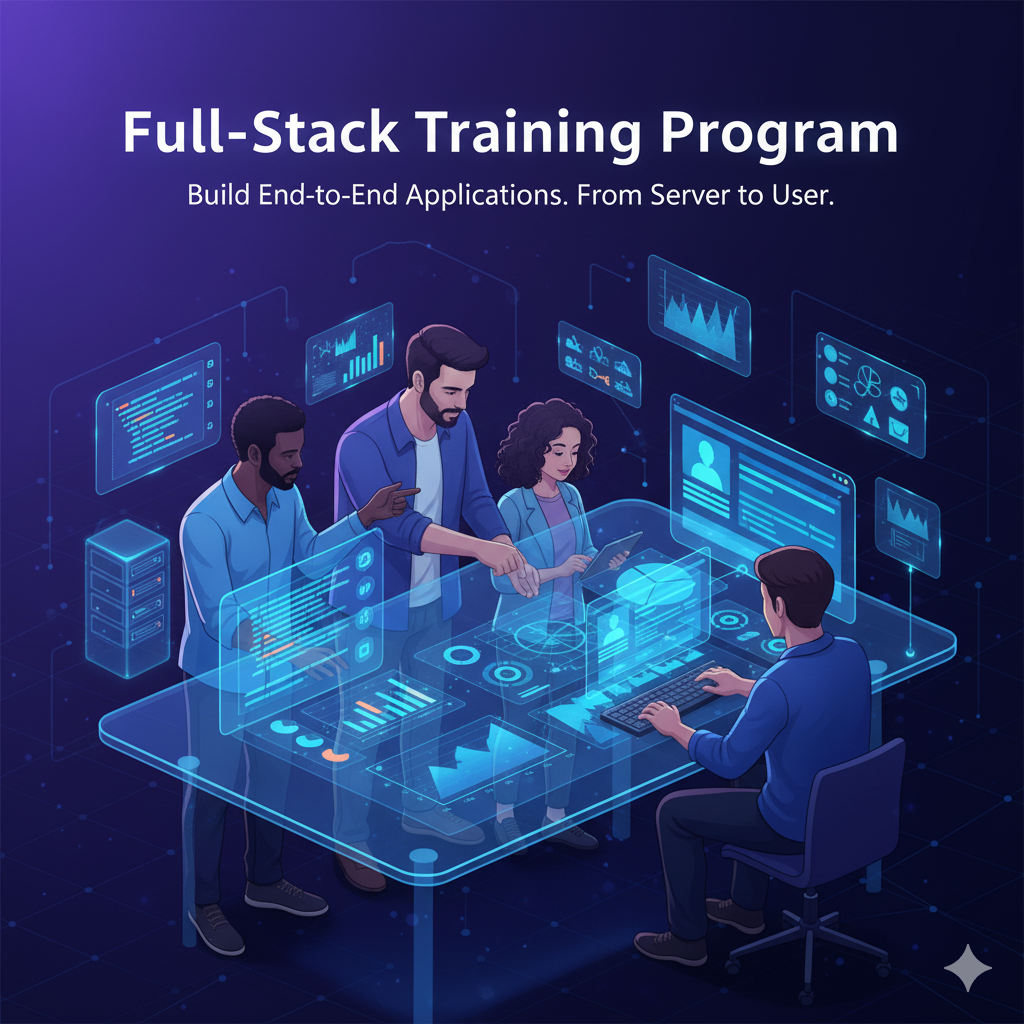 Full-Stack Training Program
Build End-to-End Applications. From Server to User.